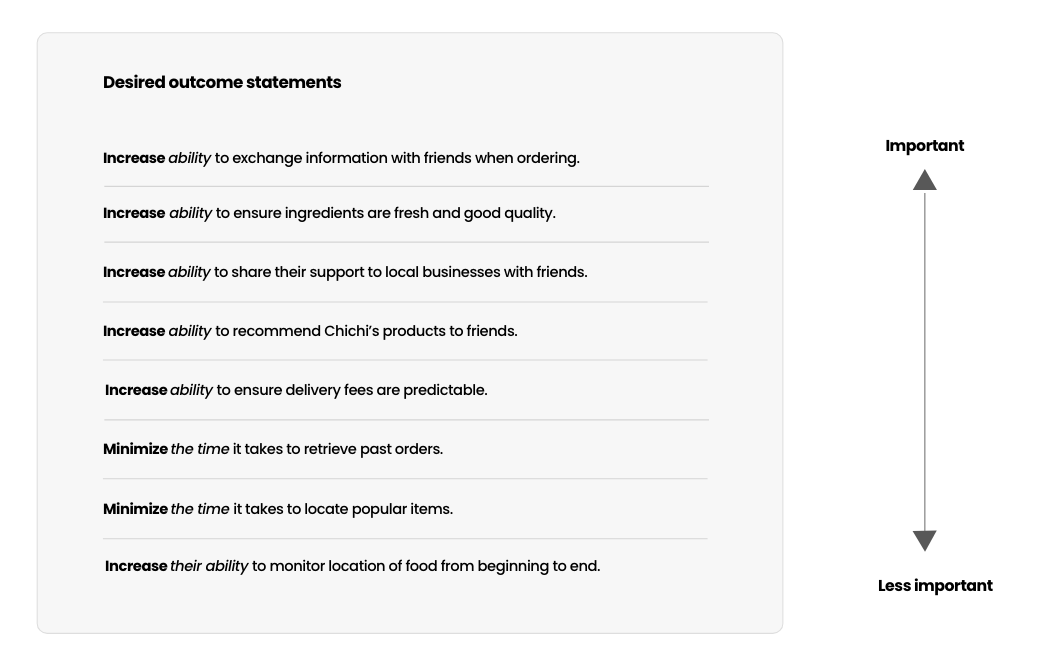 Desired outcome statements
Important
Increase ability to exchange information with friends when ordering.
Increase ability to ensure ingredients are fresh and good quality.
Increase ability to share their support to local businesses with friends.
Increase ability to recommend Chichi’s products to friends.
Increase ability to ensure delivery fees are predictable.
Minimize the time it takes to retrieve past orders.
Minimize the time it takes to locate popular items.
Increase their ability to monitor location of food from beginning to end.
Less important